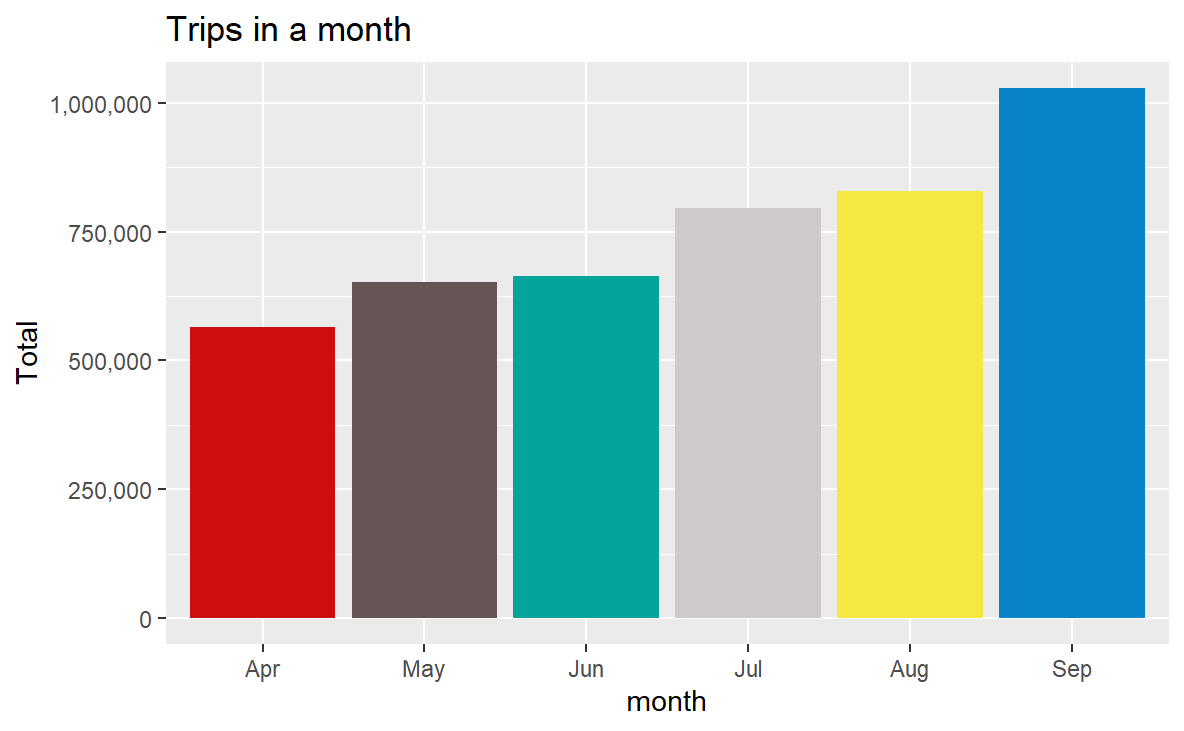 Trips in a month
1,000,000
750,000
500,000
250,000
0
Total
Apr May Jun Jul Aug Sep
month